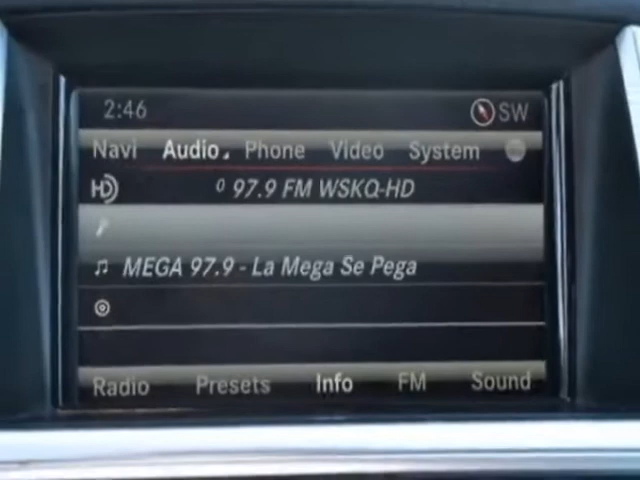 2:46 SW
Navi Audio Phone Video System
HD 0 97.9 FM WSKQ-HD
MEGA 97.9 - La Mega Se Pega
Radio Presets Info FM Sound